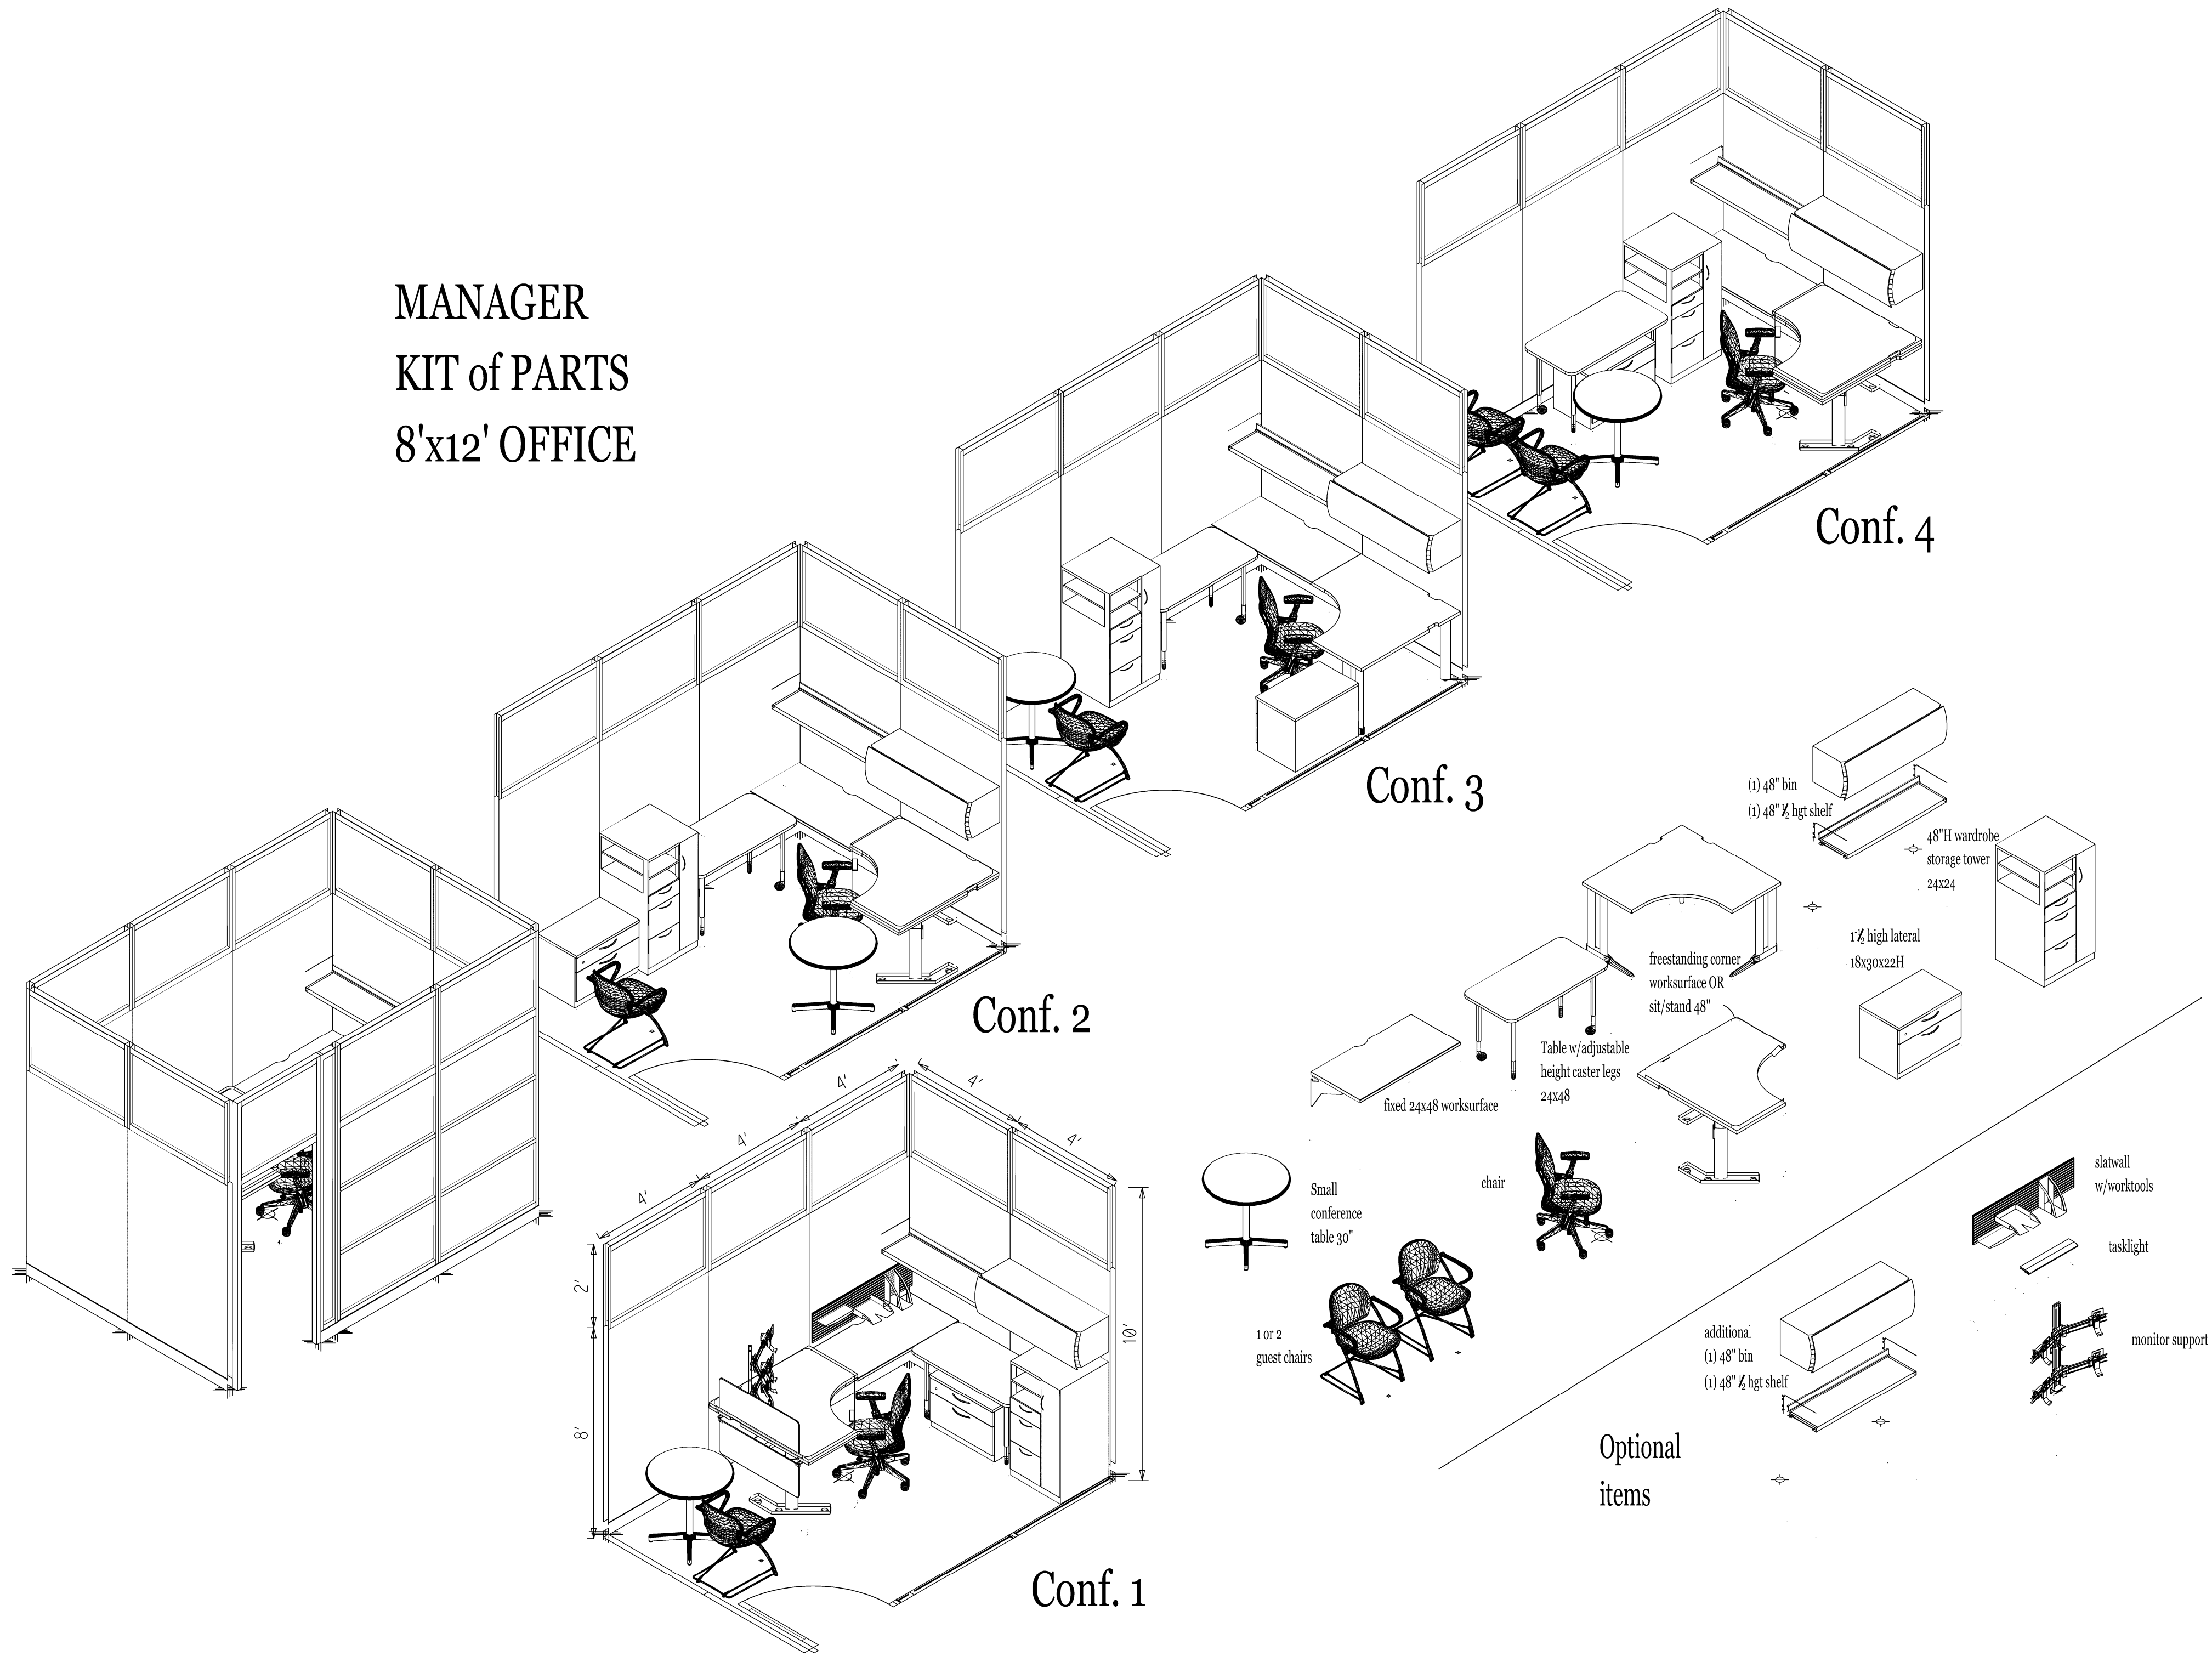 MANAGER
KIT of PARTS
8'x12' OFFICE
Conf. 4
Conf. 3
Conf. 2
Conf. 1
4'
4'
4'
4'
4'
2'
8'
10'
(1) 48" bin
(1) 48" ½ hgt shelf
48"H wardrobe
storage tower
24x24
1-½ high lateral
18x30x22H
freestanding corner
worksurface OR
sit/stand 48"
Table w/adjustable
height caster legs
24x48
fixed 24x48 worksurface
Small
conference
table 30"
chair
1 or 2
guest chairs
slatwall
w/worktools
tasklight
monitor support
additional
(1) 48" bin
(1) 48" ½ hgt shelf
Optional
items